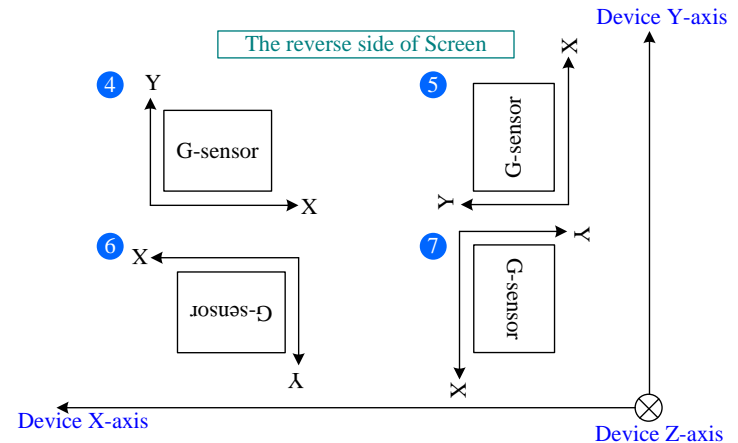 Device Y-axis
The reverse side of Screen
4
Y
G-sensor
X
5
X
G-sensor
Y
6
X
G-sensor
Y
7
Y
G-sensor
X
Device X-axis
Device Z-axis